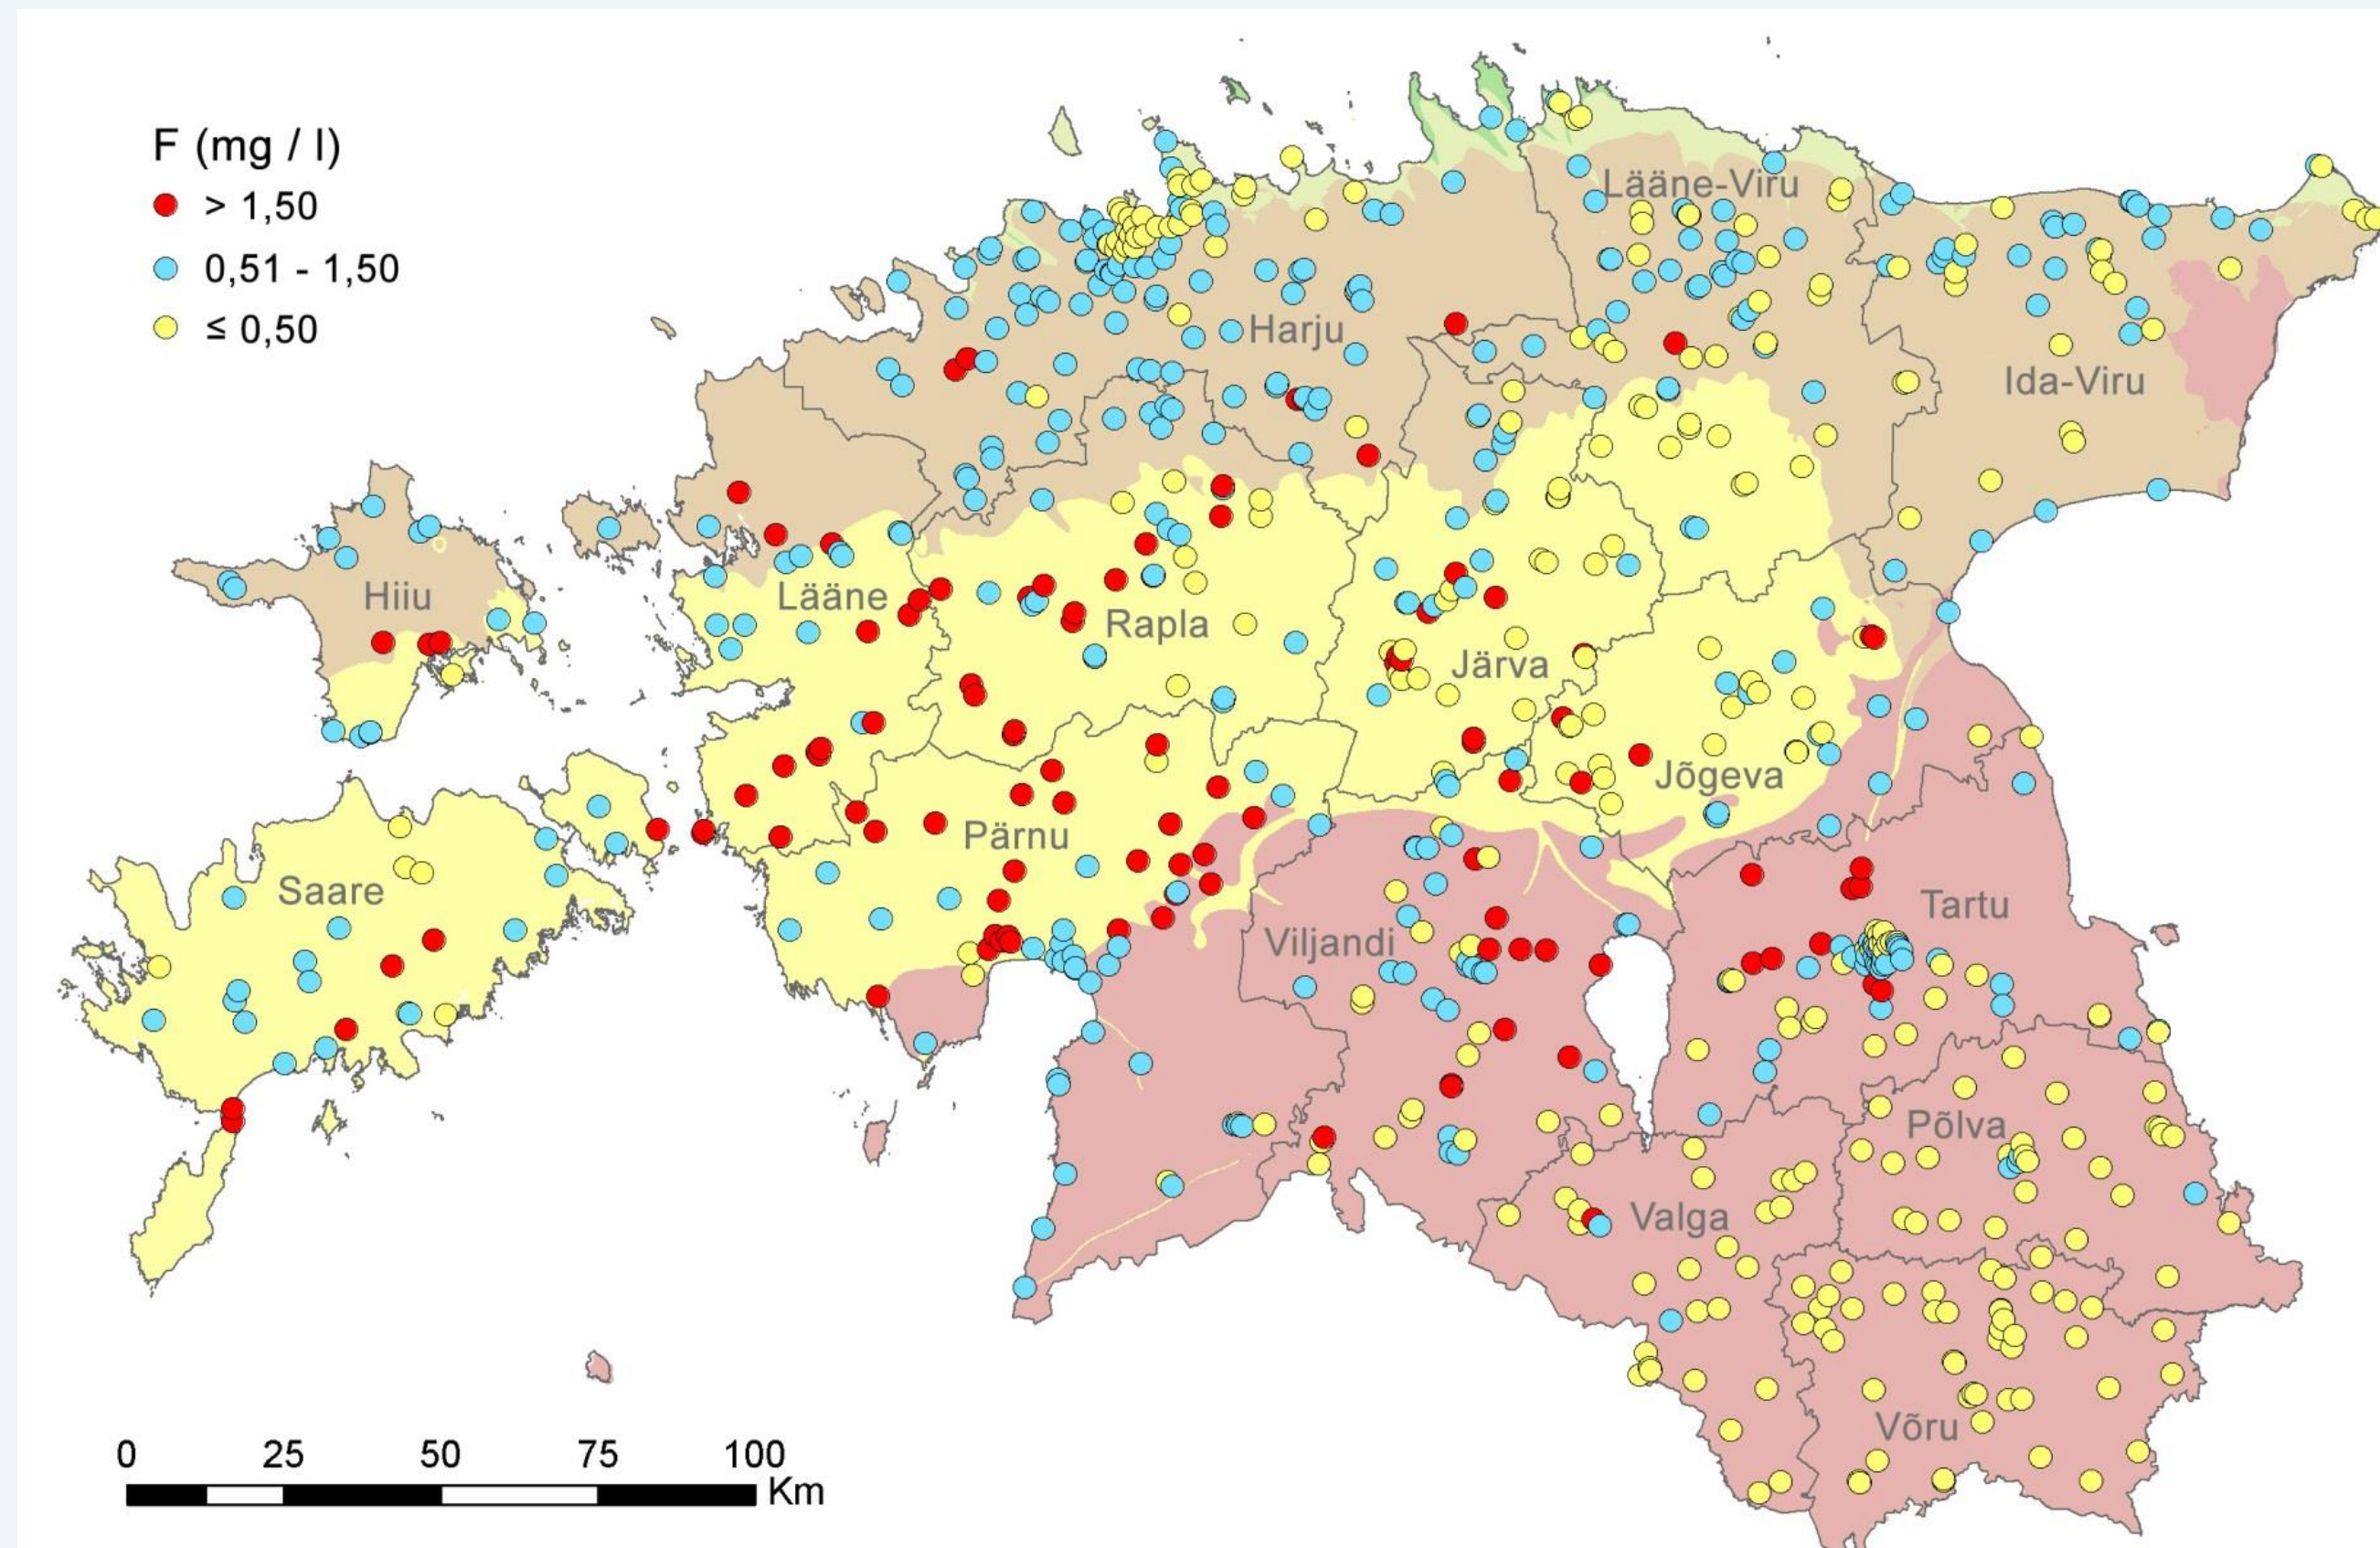 F (mg / l)
> 1,50
0,51 - 1,50
≤ 0,50
Lääne-Viru
Harju
Ida-Viru
Hiiu
Lääne
Rapla
Järva
Jõgeva
Pärnu
Saare
Tartu
Viljandi
Põlva
Valga
Võru
0 25 50 75 100
Km